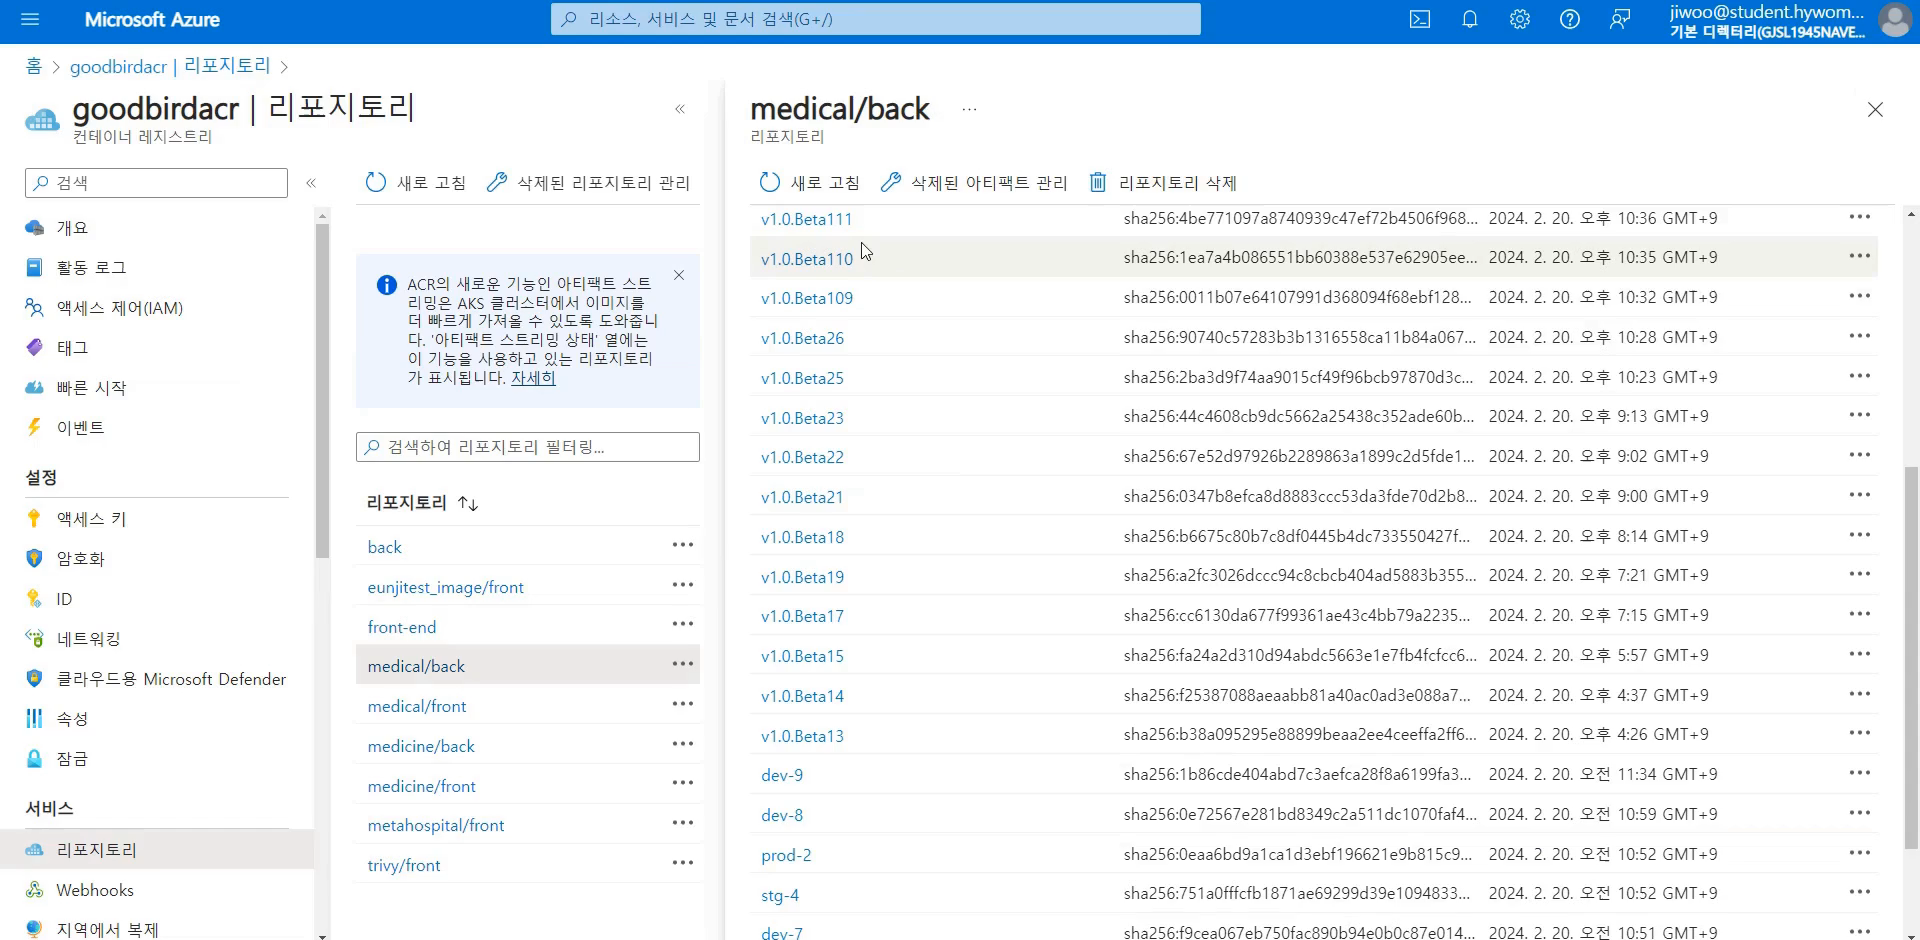 Microsoft Azure
리소스, 서비스 및 문서 검색(G+/)
jiwoo@student.hywom...
기본 디렉터리(GJSL1945NAVE...
홈 > goodbirdacr | 리포지토리 >
goodbirdacr | 리포지토리
컨테이너 레지스트리
검색
개요
활동 로그
액세스 제어(IAM)
태그
빠른 시작
이벤트
설정
액세스 키
암호화
ID
네트워킹
클라우드용 Microsoft Defender
속성
잠금
서비스
리포지토리
Webhooks
지역에서 복제
새로 고침
삭제된 리포지토리 관리
ACR의 새로운 기능인 아티팩트 스트
리밍은 AKS 클러스터에서 이미지를
더 빠르게 가져올 수 있도록 도와줍니
다. '아티팩트 스트리밍 상태' 열에는
이 기능을 사용하고 있는 리포지토리
가 표시됩니다. 자세히
검색하여 리포지토리 필터링...
리포지토리
back
eunjitest_image/front
front-end
medical/back
medical/front
medicine/back
medicine/front
metahospital/front
trivy/front
medical/back
리포지토리
새로 고침
삭제된 아티팩트 관리
리포지토리 삭제
v1.0.Beta111 sha256:4be771097a8740939c47ef72b4506f968... 2024. 2. 20. 오후 10:36 GMT+9
v1.0.Beta110 sha256:1ea7a4b086551bb60388e537e62905ee... 2024. 2. 20. 오후 10:35 GMT+9
v1.0.Beta109 sha256:0011b07e64107991d368094f68ebf128... 2024. 2. 20. 오후 10:32 GMT+9
v1.0.Beta26 sha256:90740c57283b3b1316558ca11b84a067... 2024. 2. 20. 오후 10:28 GMT+9
v1.0.Beta25 sha256:2ba3d9f74aa9015cf49f96bcb97870d3c... 2024. 2. 20. 오후 10:23 GMT+9
v1.0.Beta23 sha256:44c4608cb9dc5662a25438c352ade60b... 2024. 2. 20. 오후 9:13 GMT+9
v1.0.Beta22 sha256:67e52d97926b2289863a1899c2d5fde1... 2024. 2. 20. 오후 9:02 GMT+9
v1.0.Beta21 sha256:0347b8efca8d8883ccc53da3fde70d2b8... 2024. 2. 20. 오후 9:00 GMT+9
v1.0.Beta18 sha256:b6675c80b7c8df0445b4dc733550427f... 2024. 2. 20. 오후 8:14 GMT+9
v1.0.Beta19 sha256:a2fc3026dccc94c8cbcb404ad5883b355... 2024. 2. 20. 오후 7:21 GMT+9
v1.0.Beta17 sha256:cc6130da677f99361ae43c4bb79a2235... 2024. 2. 20. 오후 7:15 GMT+9
v1.0.Beta15 sha256:fa24a2d310d94abdc5663e1e7fb4fcfcc6... 2024. 2. 20. 오후 5:57 GMT+9
v1.0.Beta14 sha256:f25387088aeaabb81a40ac0ad3e088a7... 2024. 2. 20. 오후 4:37 GMT+9
v1.0.Beta13 sha256:b38a095295e88899beaa2ee4ceeffa2ff6... 2024. 2. 20. 오후 4:26 GMT+9
dev-9 sha256:1b86cde404abd7c3aefca28f8a6199fa3... 2024. 2. 20. 오전 11:34 GMT+9
dev-8 sha256:0e72567e281bd8349c2a511dc1070faf4... 2024. 2. 20. 오전 10:59 GMT+9
prod-2 sha256:0eaa6bd9a1ca1d3ebf196621e9b815c9... 2024. 2. 20. 오전 10:52 GMT+9
stg-4 sha256:751a0fffcfb1871ae69299d39e1094833... 2024. 2. 20. 오전 10:52 GMT+9
dev-7 sha256:f9cea067eb750fac890b94e0b0c87e014... 2024. 2. 20. 오전 10:51 GMT+9